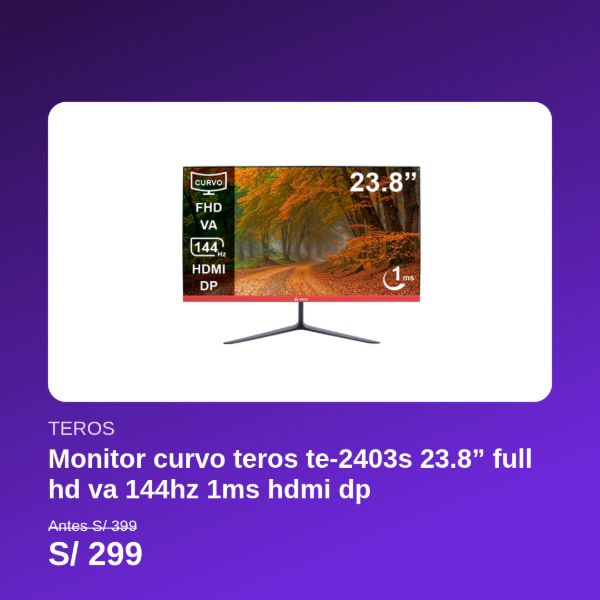 CURVO
FHD
VA
144Hz
HDMI
DP
23.8”
1ms
TEROS
TEROS
Monitor curvo teros te-2403s 23.8” full
hd va 144hz 1ms hdmi dp
Antes S/ 399
S/ 299